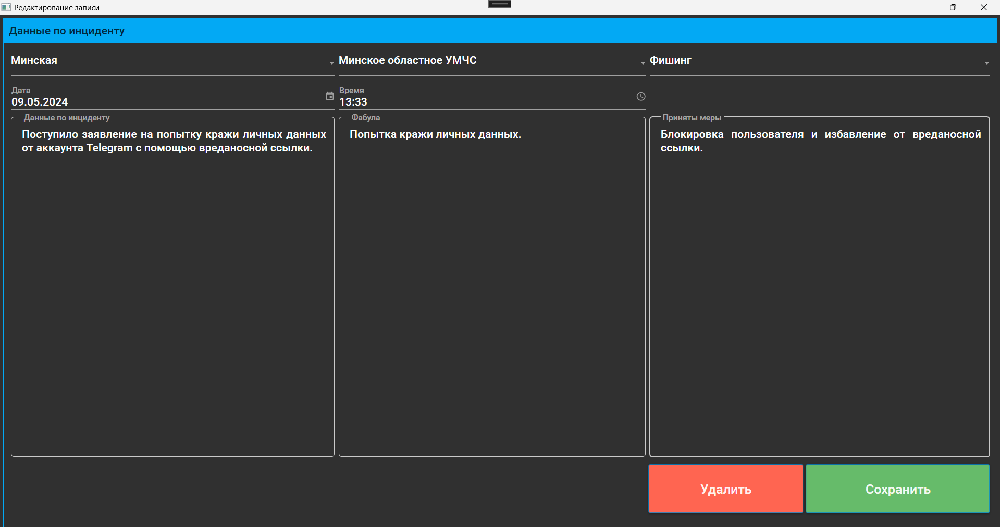 Редактирование записи
Данные по инциденту
Минская
Минское областное УМЧС
Фишинг
Дата
09.05.2024
Время
13:33
Данные по инциденту
Поступило заявление на попытку кражи личных данных
от аккаунта Telegram с помощью вреданосной ссылки.
Фабула
Попытка кражи личных данных.
Приняты меры
Блокировка пользователя и избавление от вреданосной
ссылки.
Удалить
Сохранить